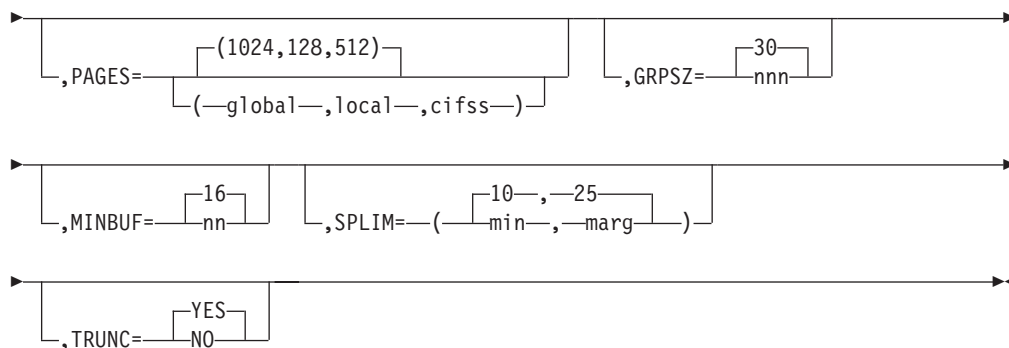 (1024,128,512)
30
,PAGES=
,GRPSZ= nnn
( global ,local ,cifss )
16
10 , 25
,MINBUF= nn
,SPLIM= ( min , marg )
YES
,TRUNC= NO